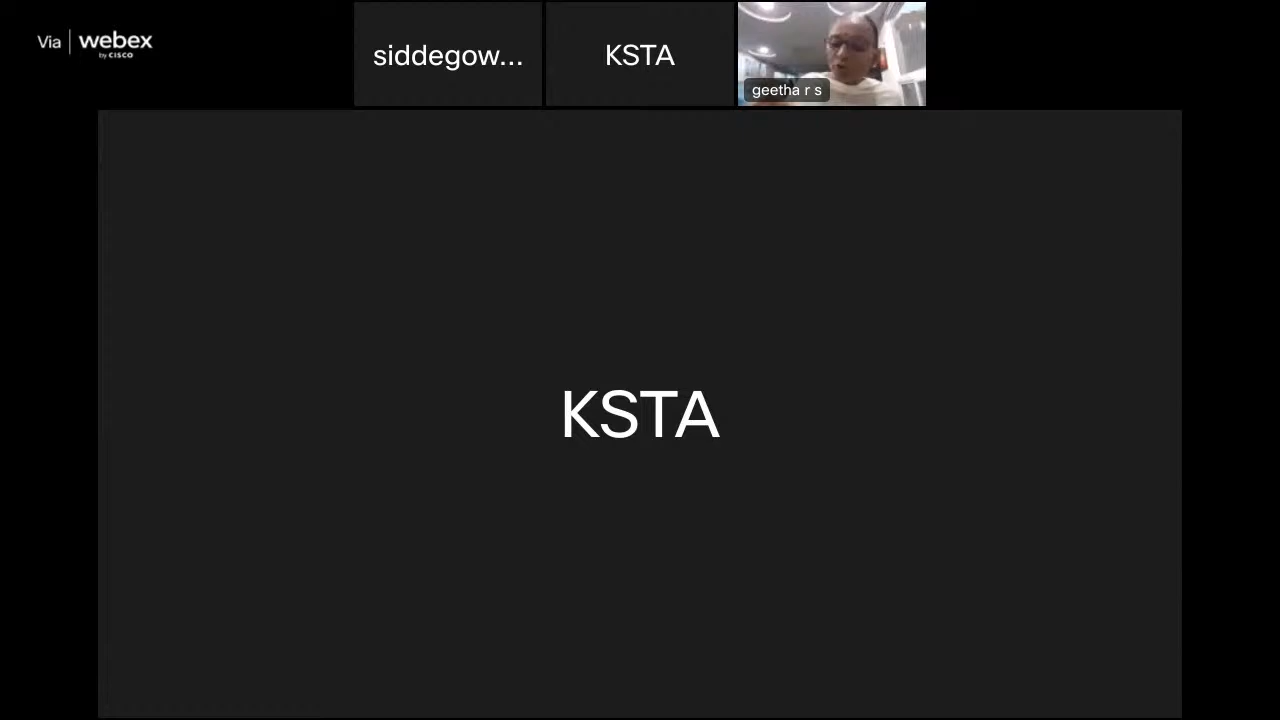 Via webex
by CISCO
siddegow...
KSTA
geetha r s
KSTA